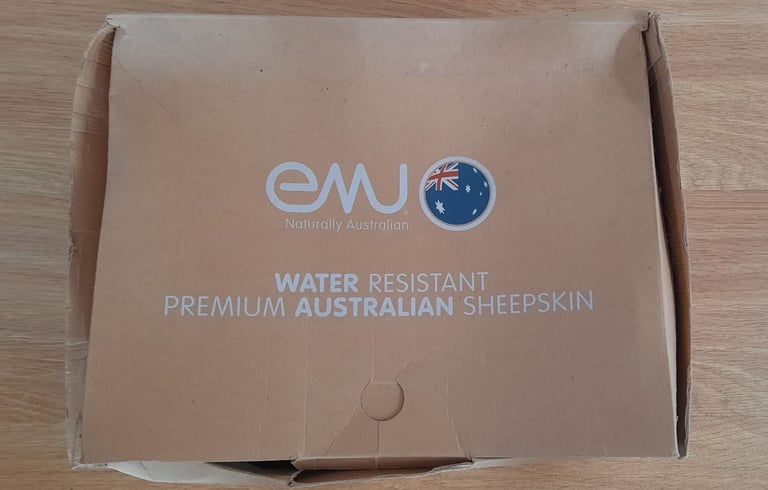 emu
Naturally Australian
WATER RESISTANT
PREMIUM AUSTRALIAN SHEEPSKIN